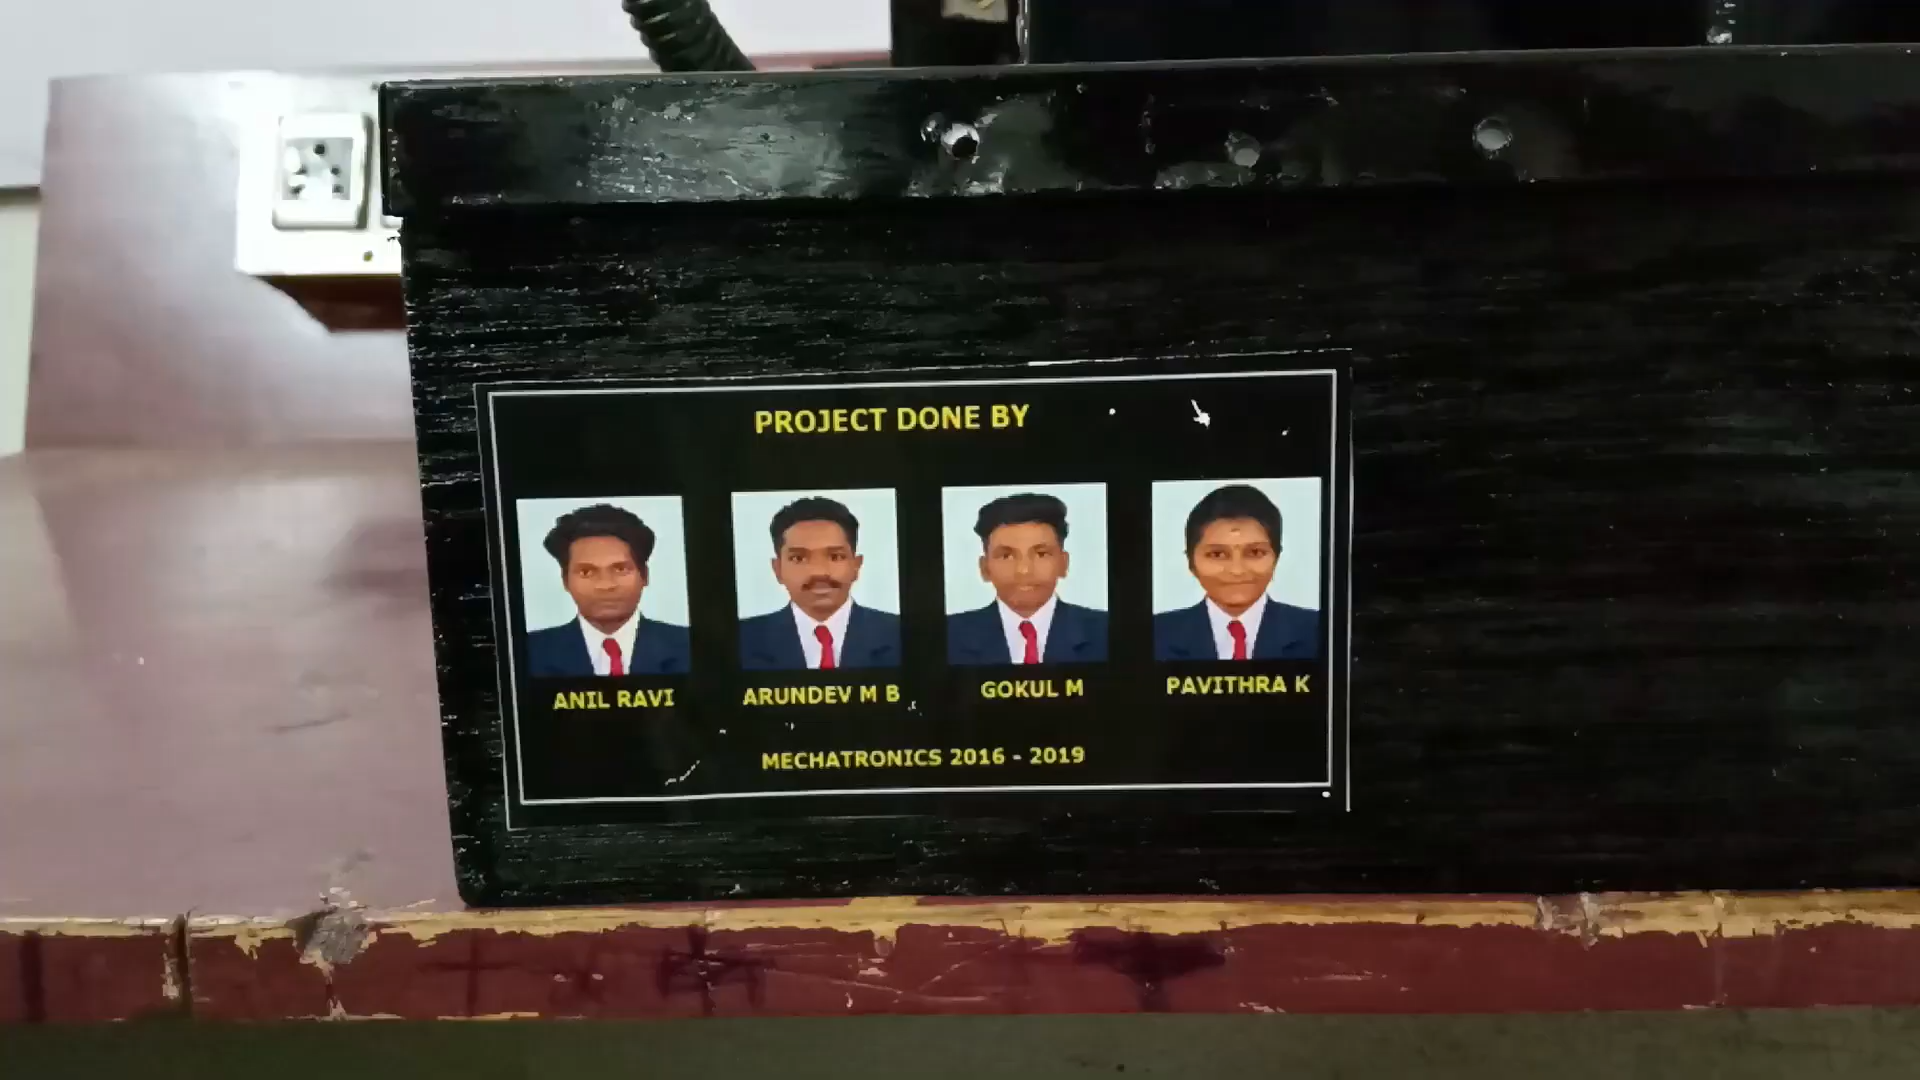 PROJECT DONE BY
ANIL RAVI
ARUNDEV M B
GOKUL M
PAVITHRA K
MECHATRONICS 2016 - 2019